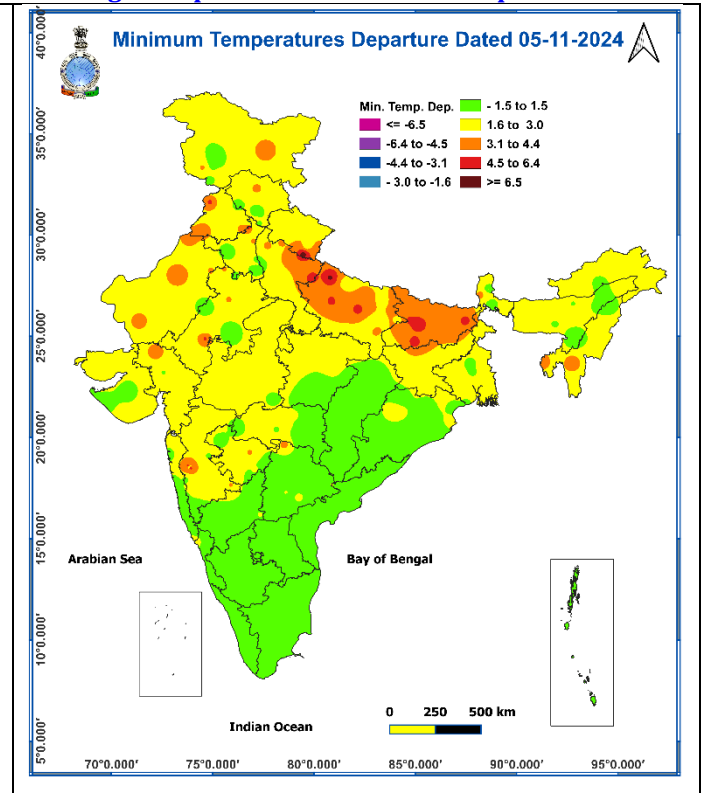 Minimum Temperatures Departure Dated 05-11-2024
Min. Temp. Dep.
<= -6.5
-6.4 to -4.5
-4.4 to -3.1
- 3.0 to -1.6
- 1.5 to 1.5
1.6 to 3.0
3.1 to 4.4
4.5 to 6.4
>= 6.5
40°0.000'
35°0.000'
30°0.000'
25°0.000'
20°0.000'
15°0.000'
10°0.000'
5°0.000'
Arabian Sea
Bay of Bengal
Indian Ocean
0 250 500 km
70°0.000' 75°0.000' 80°0.000' 85°0.000' 90°0.000' 95°0.000'